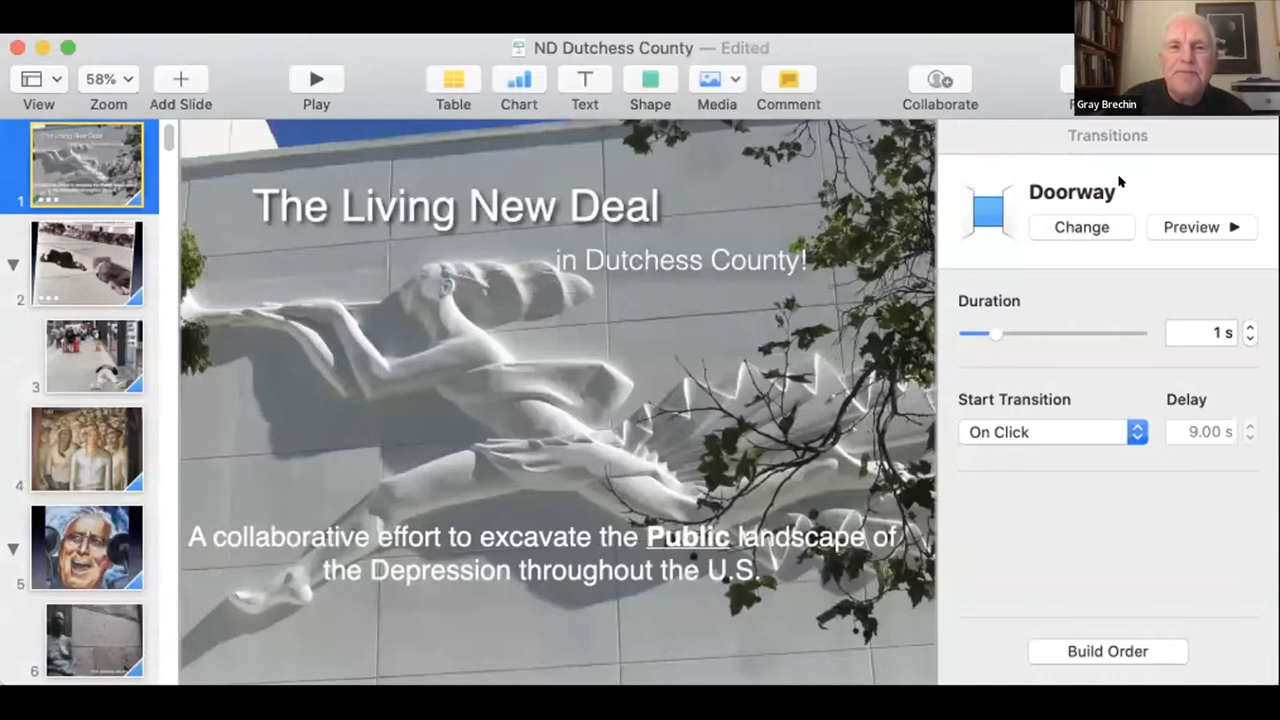 ND Dutchess County — Edited
View
58%
Zoom
Add Slide
Play
Table
Chart
Text
Shape
Media
Comment
Collaborate
Gray Brechin
1
2
3
4
5
6
The Living New Deal
in Dutchess County!
A collaborative effort to excavate the Public landscape of
the Depression throughout the U.S.
Transitions
Doorway
Change
Preview
Duration
1 s
Start Transition
Delay
On Click
9.00 s
Build Order